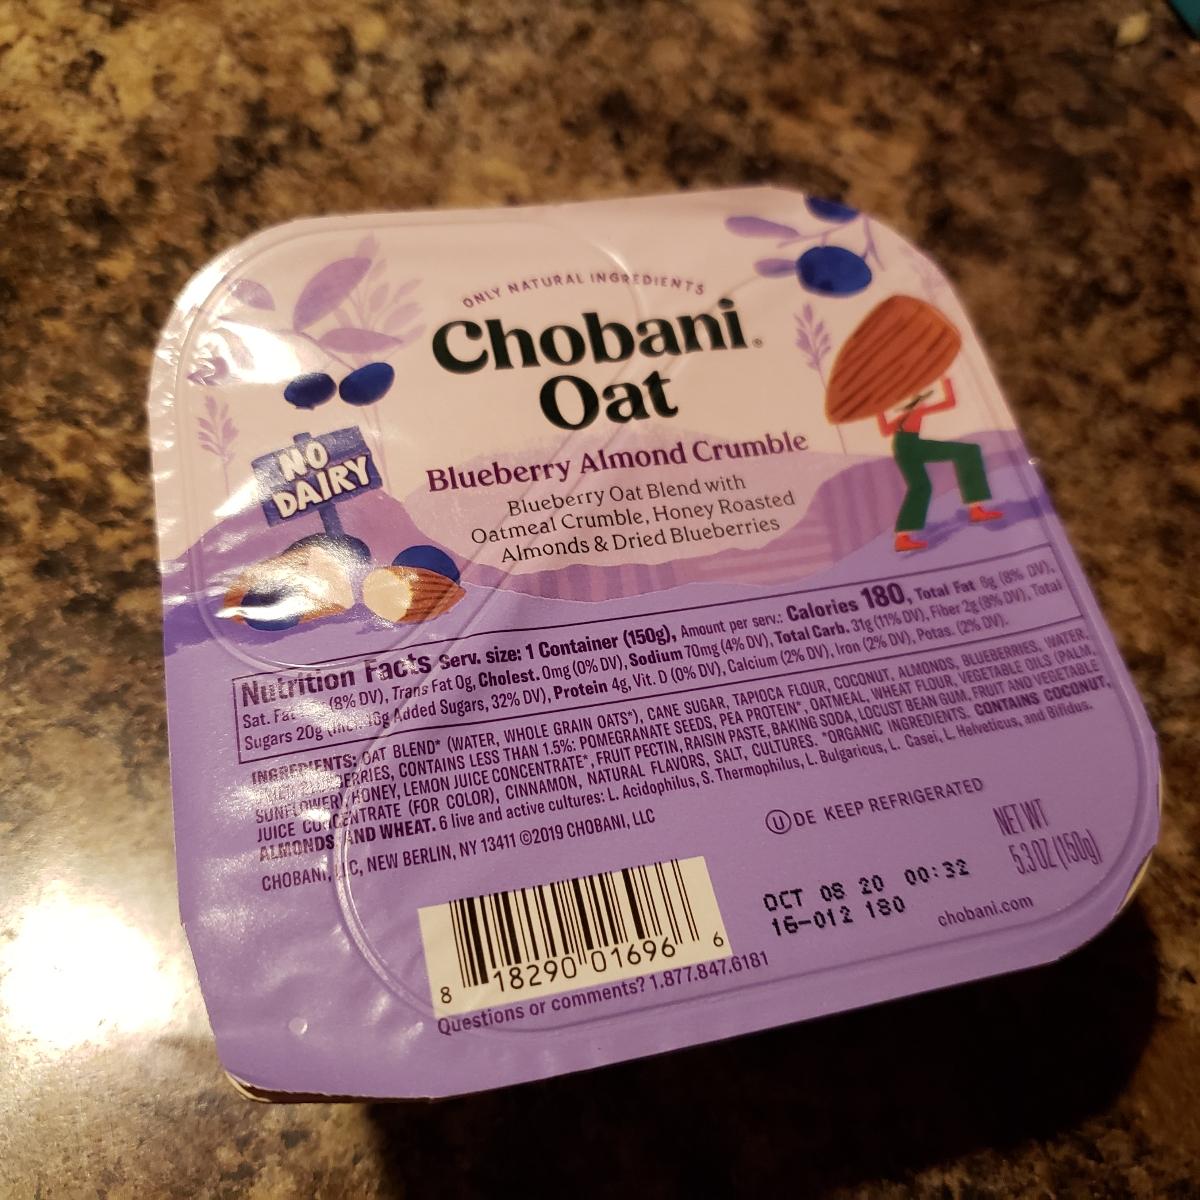 ONLY NATURAL INGREDIENTS
Chobani®
Oat
NO
DAIRY
Blueberry Almond Crumble
Blueberry Oat Blend with
Oatmeal Crumble, Honey Roasted
Almonds & Dried Blueberries
Nutrition Facts Serv. size: 1 Container (150g), Amount per serv.: Calories 180, Total Fat 6g (8% DV),
Sat. Fat (8% DV), Trans Fat 0g, Cholest. 0mg (0% DV), Sodium 70mg (4% DV), Total Carb. 31g (11% DV), Fiber 2g (8% DV), Total
Sugars 20g (Incl. 16g Added Sugars, 32% DV), Protein 4g, Vit. D (0% DV), Calcium (2% DV), Iron (2% DV), Potas. (2% DV).
INGREDIENTS: OAT BLEND* (WATER, WHOLE GRAIN OATS*), CANE SUGAR, TAPIOCA FLOUR, COCONUT, ALMONDS, BLUEBERRIES, WATER,
CONTAINS LESS THAN 1.5%: POMEGRANATE SEEDS, PEA PROTEIN*, OATMEAL, WHEAT FLOUR, VEGETABLE OILS (PALM,
SUNFLOWER), HONEY, LEMON JUICE CONCENTRATE*, FRUIT PECTIN, RAISIN PASTE, BAKING SODA, LOCUST BEAN GUM, FRUIT AND VEGETABLE
JUICE CONCENTRATE (FOR COLOR), CINNAMON, NATURAL FLAVORS, SALT, CULTURES. *ORGANIC INGREDIENTS. CONTAINS COCONUT,
ALMONDS AND WHEAT. 6 live and active cultures: L. Acidophilus, S. Thermophilus, L. Bulgaricus, L. Casei, L. Helveticus, and Bifidus.
CHOBANI, LLC, NEW BERLIN, NY 13411 ©2019 CHOBANI, LLC
U DE KEEP REFRIGERATED
NET WT
5.3 OZ (150g)
OCT 08 20 00:32
16-012 180
chobani.com
8 18290 01696 6
Questions or comments? 1.877.847.6181